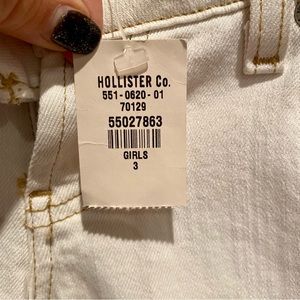 HOLLISTER Co.
551-0620-01
70129
55027863
GIRLS
3